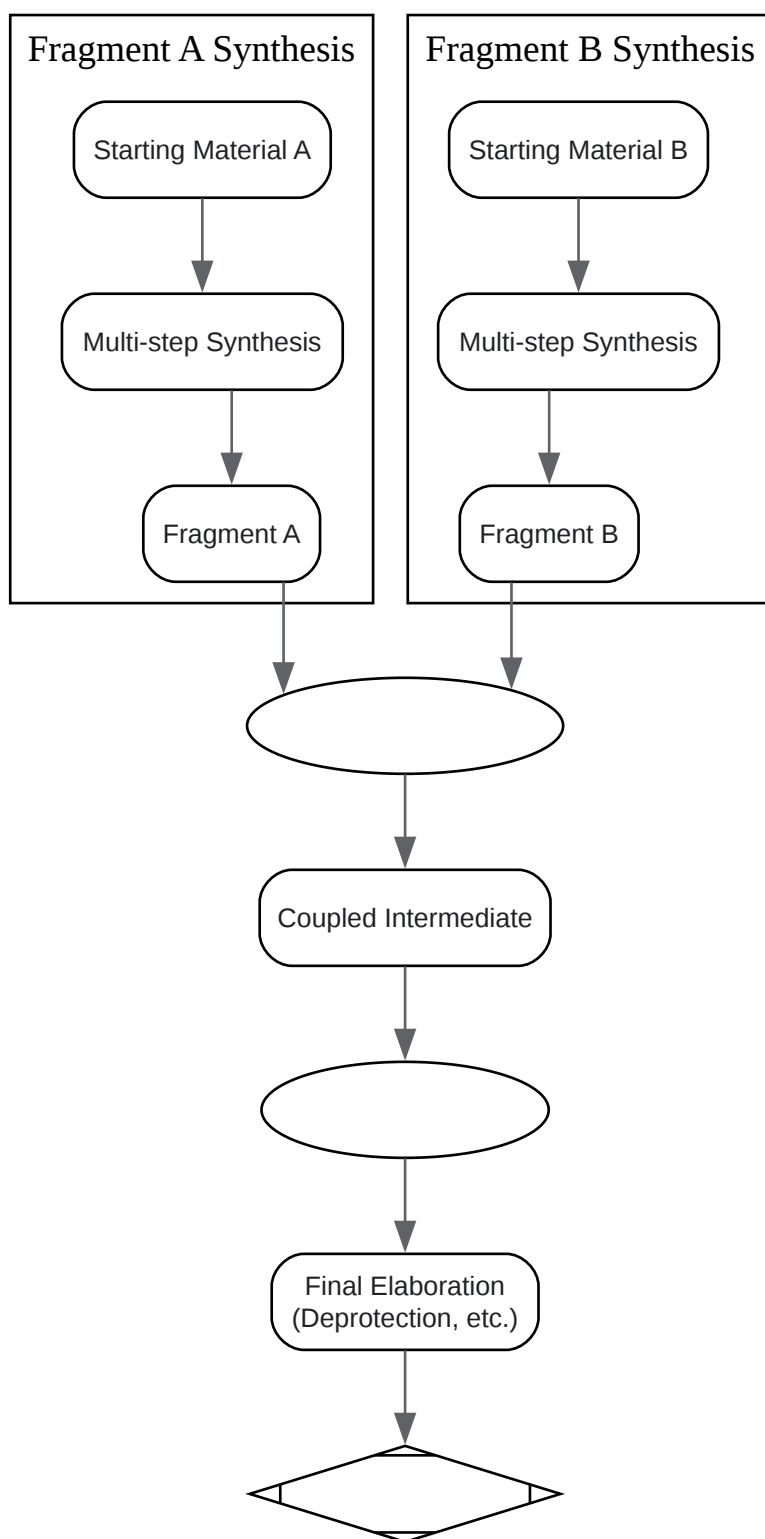 Fragment A Synthesis
Starting Material A
Multi-step Synthesis
Fragment A
Fragment B Synthesis
Starting Material B
Multi-step Synthesis
Fragment B
Coupled Intermediate
Final Elaboration
(Deprotection, etc.)